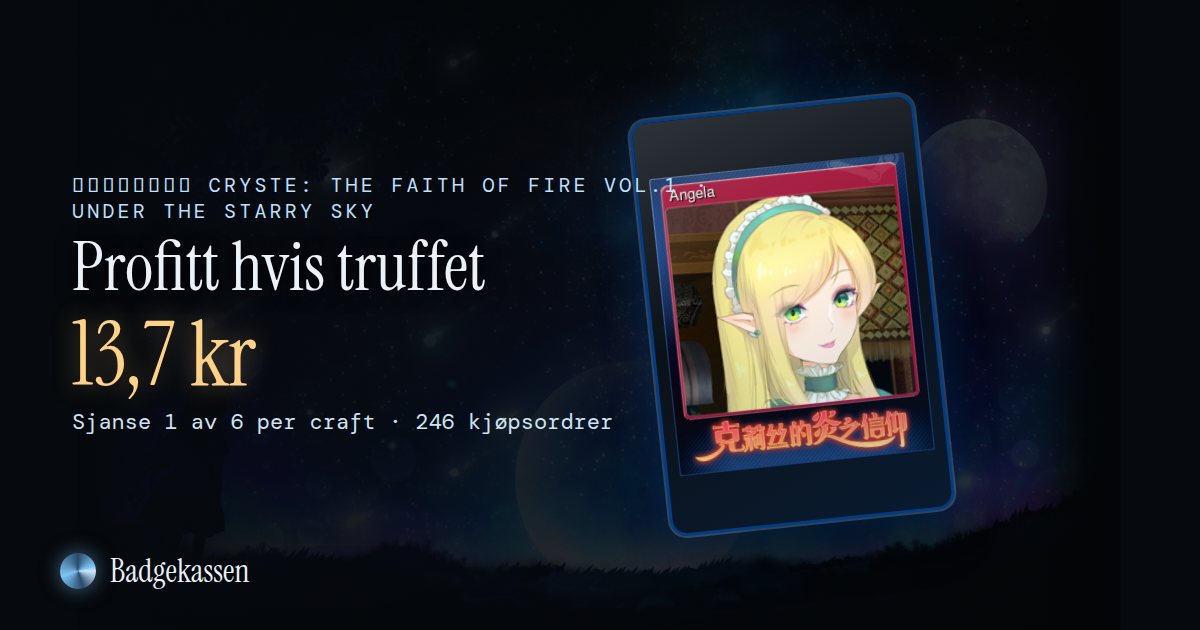 CRYSTE: THE FAITH OF FIRE VOL.1 ·
UNDER THE STARRY SKY
Profitt hvis truffet
13,7 kr
Sjanse 1 av 6 per craft · 246 kjøpsordrer
Angela
克莉丝的炎之信仰
Badgekassen